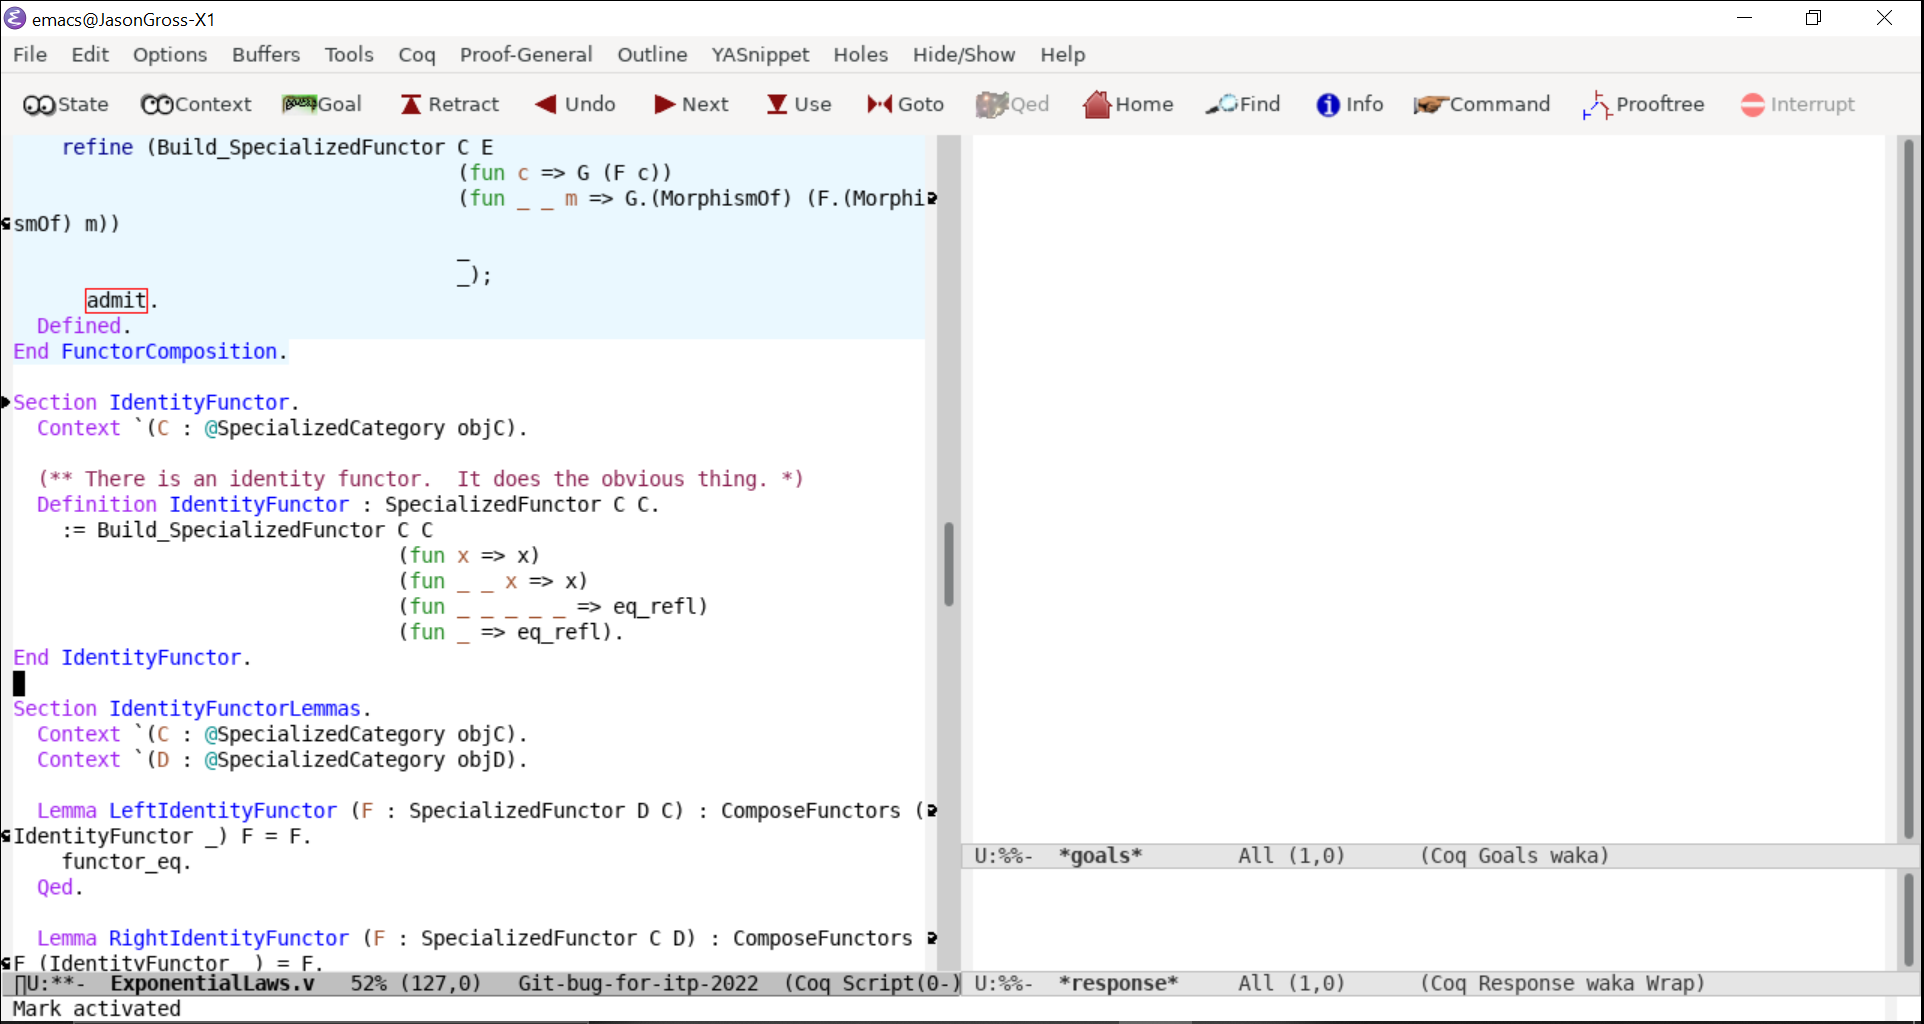 emacs@JasonGross-X1
File Edit Options Buffers Tools Coq Proof-General Outline YASnippet Holes Hide/Show Help
State Context Goal Retract Undo Next Use Goto Qed Home Find Info Command Prooftree Interrupt
refine (Build_SpecializedFunctor C E
(fun c => G (F c))
(fun _ _ m => G.(MorphismOf) (F.(Morphi
smOf) m))
_
_);
admit.
Defined.
End FunctorComposition.
Section IdentityFunctor.
Context `(C : @SpecializedCategory objC).
(** There is an identity functor.  It does the obvious thing. *)
Definition IdentityFunctor : SpecializedFunctor C C.
:= Build_SpecializedFunctor C C
(fun x => x)
(fun _ _ x => x)
(fun _ _ _ _ _ => eq_refl)
(fun _ => eq_refl).
End IdentityFunctor.
Section IdentityFunctorLemmas.
Context `(C : @SpecializedCategory objC).
Context `(D : @SpecializedCategory objD).
Lemma LeftIdentityFunctor (F : SpecializedFunctor D C) : ComposeFunctors (
IdentityFunctor _) F = F.
functor_eq.
Qed.
Lemma RightIdentityFunctor (F : SpecializedFunctor C D) : ComposeFunctors
F (IdentityFunctor _) = F.
U:**-  ExponentialLaws.v   52% (127,0)   Git-bug-for-itp-2022  (Coq Script(0-)
Mark activated
U:%%-  *goals*        All (1,0)      (Coq Goals waka)
U:%%-  *response*     All (1,0)      (Coq Response waka Wrap)